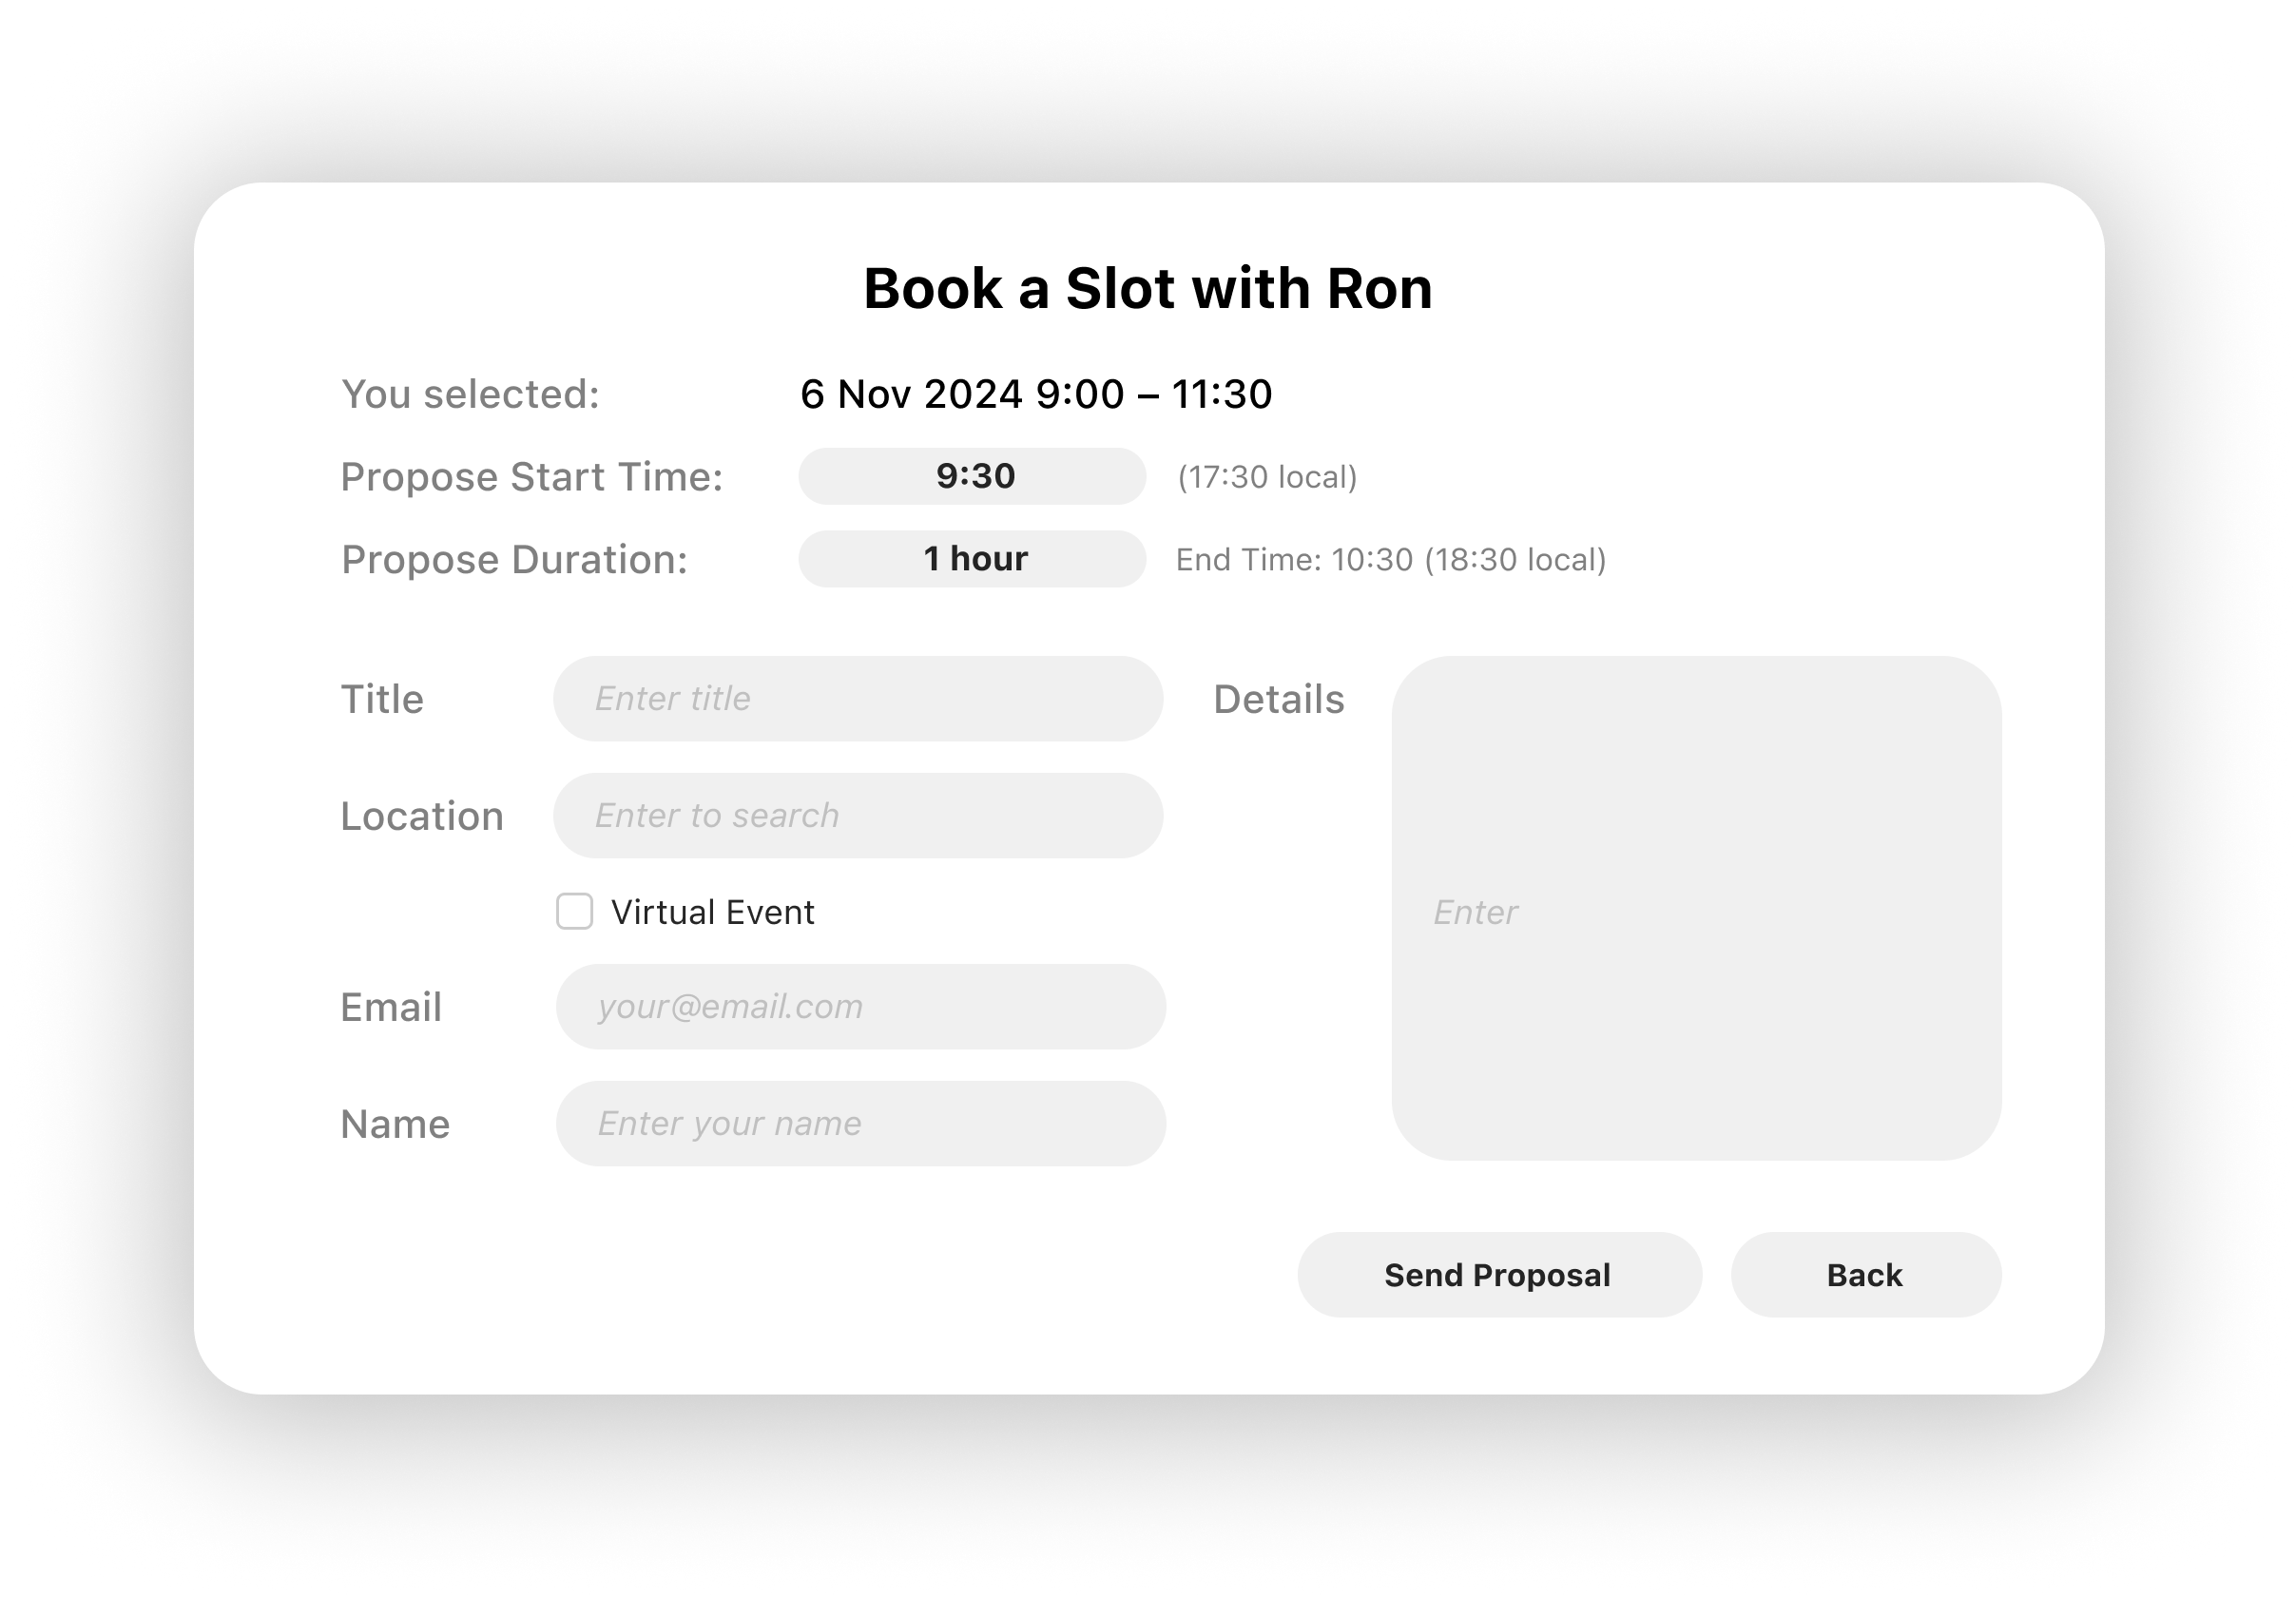 Book a Slot with Ron
You selected: 6 Nov 2024 9:00 – 11:30
Propose Start Time: 9:30 (17:30 local)
Propose Duration: 1 hour End Time: 10:30 (18:30 local)
Title Enter title
Location Enter to search
Virtual Event
Email your@email.com
Name Enter your name
Details
Enter
Send Proposal Back